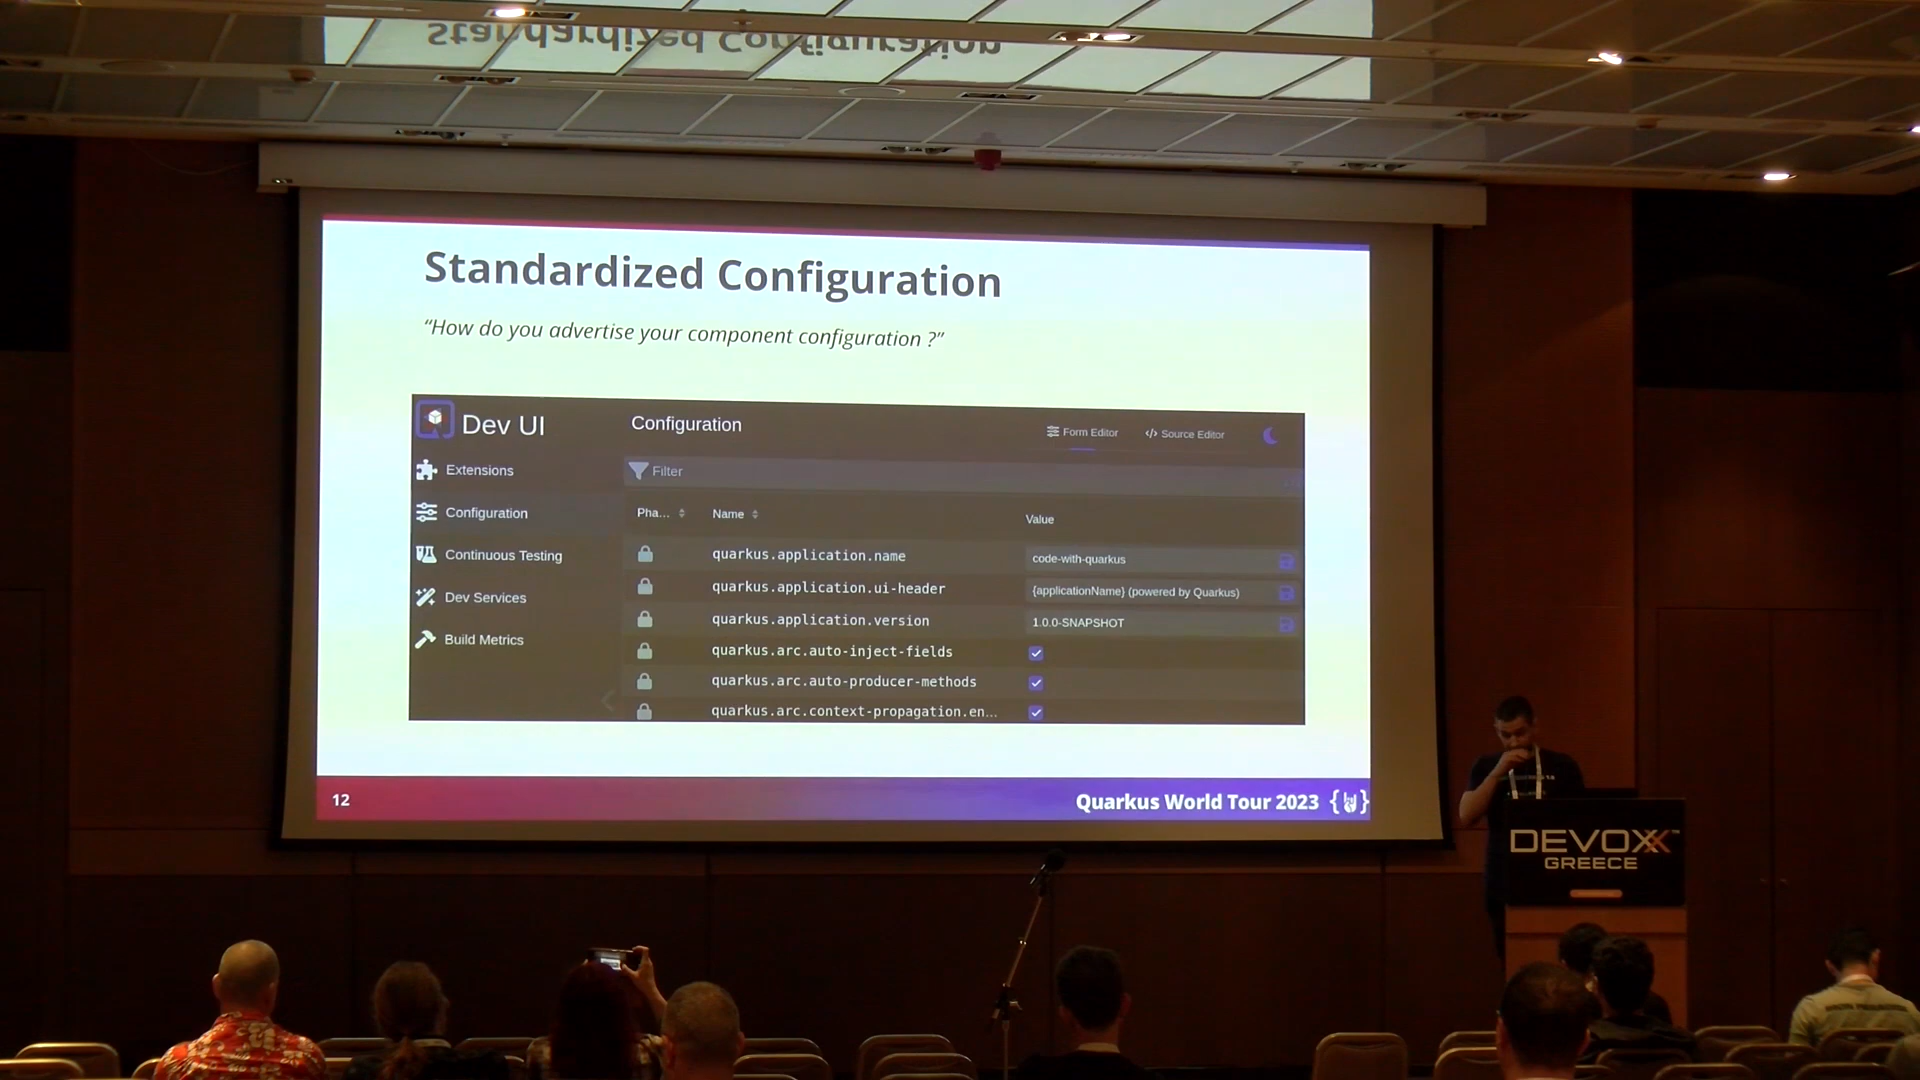 Standardized Configuration
Standardized Configuration
“How do you advertise your component configuration ?”
Dev UI
Configuration
Form Editor
Source Editor
Extensions
Filter
Configuration
Pha...
Name
Value
Continuous Testing
quarkus.application.name
code-with-quarkus
Dev Services
quarkus.application.ui-header
{applicationName} (powered by Quarkus)
quarkus.application.version
1.0.0-SNAPSHOT
Build Metrics
quarkus.arc.auto-inject-fields
quarkus.arc.auto-producer-methods
quarkus.arc.context-propagation.en...
12
Quarkus World Tour 2023
DEVOXX™
GREECE